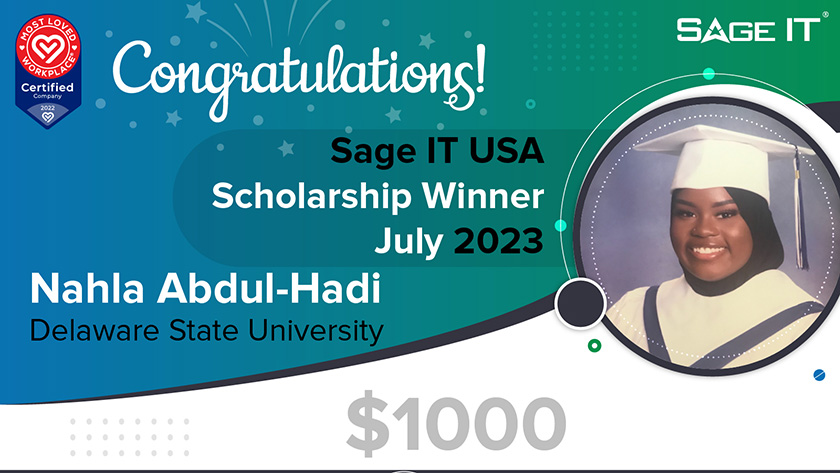 MOST LOVED
WORKPLACE
Certified
Company
2022
Congratulations!
SAGE IT®
Sage IT USA
Scholarship Winner
July 2023
Nahla Abdul-Hadi
Delaware State University
$1000